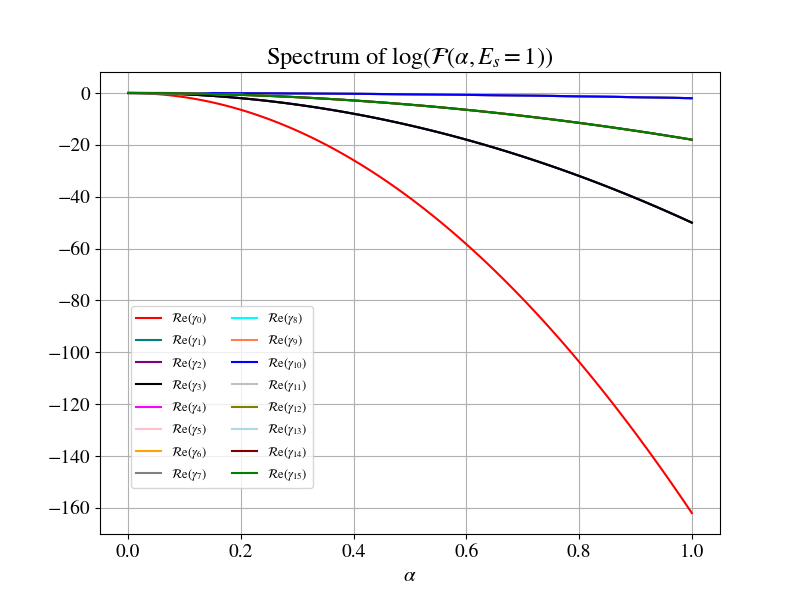 Spectrum of log(𝓕(α, E_s = 1))
0
−20
−40
−60
−80
−100
−120
−140
−160
𝓡e(γ₀)
𝓡e(γ₁)
𝓡e(γ₂)
𝓡e(γ₃)
𝓡e(γ₄)
𝓡e(γ₅)
𝓡e(γ₆)
𝓡e(γ₇)
𝓡e(γ₈)
𝓡e(γ₉)
𝓡e(γ₁₀)
𝓡e(γ₁₁)
𝓡e(γ₁₂)
𝓡e(γ₁₃)
𝓡e(γ₁₄)
𝓡e(γ₁₅)
0.0 0.2 0.4 0.6 0.8 1.0
α